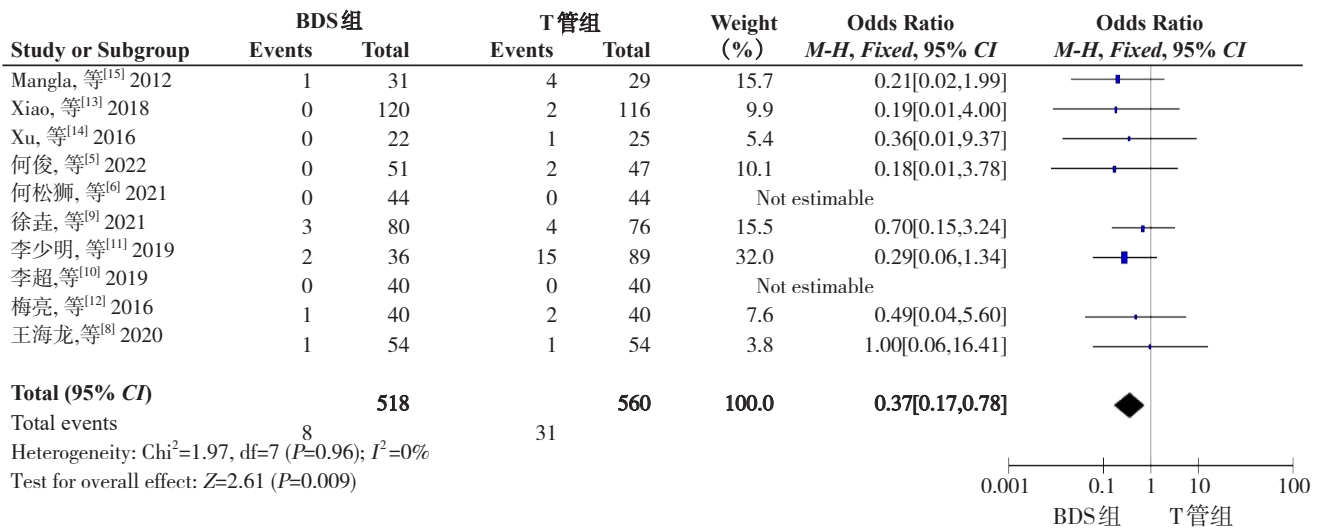 BDS组 T管组 Weight Odds Ratio Odds Ratio
Study or Subgroup Events Total Events Total (%) M-H, Fixed, 95% CI M-H, Fixed, 95% CI
Mangla, 等[15] 2012 1 31 4 29 15.7 0.21[0.02,1.99]
Xiao, 等[13] 2018 0 120 2 116 9.9 0.19[0.01,4.00]
Xu, 等[14] 2016 0 22 1 25 5.4 0.36[0.01,9.37]
何俊, 等[5] 2022 0 51 2 47 10.1 0.18[0.01,3.78]
何松狮, 等[6] 2021 0 44 0 44 Not estimable
徐垚, 等[9] 2021 3 80 4 76 15.5 0.70[0.15,3.24]
李少明, 等[11] 2019 2 36 15 89 32.0 0.29[0.06,1.34]
李超,等[10] 2019 0 40 0 40 Not estimable
梅亮, 等[12] 2016 1 40 2 40 7.6 0.49[0.04,5.60]
王海龙,等[8] 2020 1 54 1 54 3.8 1.00[0.06,16.41]
Total (95% CI) 518 560 100.0 0.37[0.17,0.78]
Total events 8 31
Heterogeneity: Chi²=1.97, df=7 (P=0.96); I²=0%
Test for overall effect: Z=2.61 (P=0.009)
0.001 0.1 1 10 100
BDS组 T管组